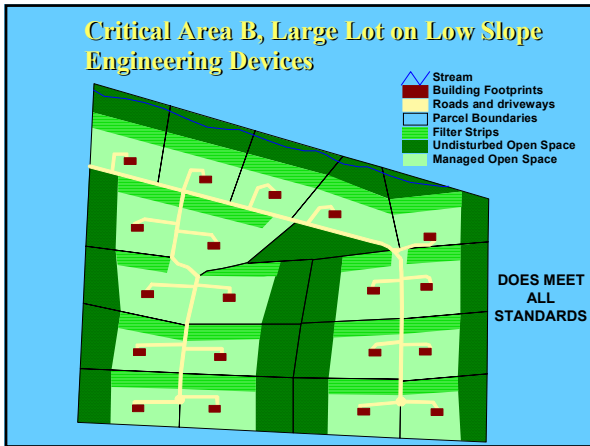 Critical Area B, Large Lot on Low Slope
Engineering Devices
Stream
Building Footprints
Roads and driveways
Parcel Boundaries
Filter Strips
Undisturbed Open Space
Managed Open Space
DOES MEET
ALL
STANDARDS